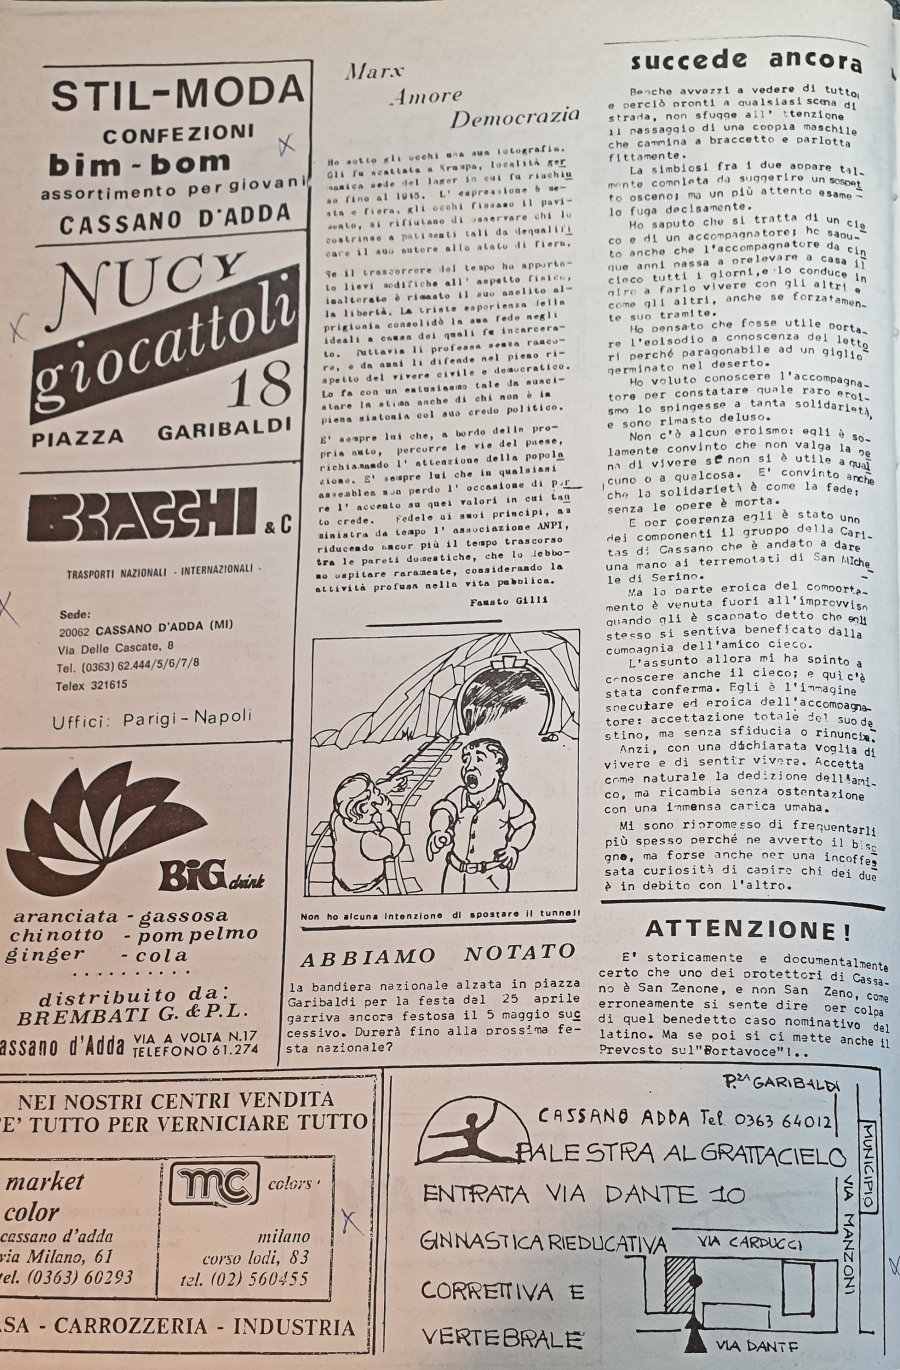 STIL-MODA
CONFEZIONI
bim - bom
assortimento per giovani
CASSANO D'ADDA
NUCY
giocattoli
18
PIAZZA GARIBALDI
BRACCHI & C
TRASPORTI NAZIONALI - INTERNAZIONALI -
Sede:
20062 CASSANO D'ADDA (MI)
Via Delle Cascate, 8
Tel. (0363) 62.444/5/6/7/8
Telex 321615
Uffici: Parigi - Napoli
BiG drink
aranciata - gassosa
chinotto - pompelmo
ginger - cola
distribuito da:
BREMBATI G. & P.L.
assano d'Adda VIA A VOLTA N.17
TELEFONO 61.274
Marx
Amore
Democrazia
Ho sotto gli occhi una sua fotografia.
Gli fu scattata a località ger
manica sede del lager in cui fu rinchiu
so fino al 1945. L' espressione è
sta e fiera, gli occhi fissano il pavi-
mento, si rifiutano di osservare chi lo
costrinse a patimenti tali da dequalifi
care il suo autore allo stato di fiera.
Se il trascorrere del tempo ha apporta-
to lievi modifiche all' aspetto fisico,
inalterato è rimasto il suo anelito al-
la libertà. La triste esperienza della
prigionia consolidò la sua fede negli
ideali a causa dei quali fu incarcera-
to. Tuttavia li professa senza ranco-
re, e da anni li difende nel pieno ri-
spetto del vivere civile e democratico.
Lo fa con un entusiasmo tale da susci-
tare la stima anche di chi non è in
piena sintonia col suo credo politico.
E' sempre lui che, a bordo della pro-
pria auto, percorre le vie del paese,
richiamando l' attenzione della popola
zione. E' sempre lui che in qualsiasi
assemblea non perde l' occasione di por
re l' accento su quei valori in cui tan
to crede. Fedele ai suoi principi, am
ministra da tempo l' associazione ANPI,
riducendo ancor più il tempo trascorso
tra le pareti domestiche, che lo debbo-
no ospitare raramente, considerando la
attività profusa nella vita pubblica.
Fausto Gilli
Non ho alcuna intenzione di spostare il tunnel!
ABBIAMO NOTATO
la bandiera nazionale alzata in piazza
Garibaldi per la festa del 25 aprile
garriva ancora festosa il 5 maggio suc
cessivo. Durerà fino alla prossima fe-
sta nazionale?
succede ancora
Benche avvezzi a vedere di tutto,
e perciò pronti a qualsiasi scena di
strada, non sfugge all' ttenzione
il passaggio di una coppia maschile
che cammina a braccetto e parlotta
fittamente.
La simbiosi fra i due appare tal-
mente completa da suggerire un sospet
to osceno; ma un più attento esame
lo fuga decisamente.
Ho saputo che si tratta di un cie
co e di un accompagnatore; ho sapu-
to anche che l'accompagnatore da cin
que anni passa a prelevare a casa il
cieco tutti i giorni, e lo conduce in
giro a farlo vivere con gli altri e
come gli altri, anche se forzatamen-
te suo tramite.
Ho pensato che fosse utile porta-
re l'episodio a conoscenza dei letto
ri perché paragonabile ad un giglio
germinato nel deserto.
Ho voluto conoscere l'accompagna-
tore per constatare quale raro eroi-
smo lo spingesse a tanta solidarietà,
e sono rimasto deluso.
Non c'è alcun eroismo: egli è so-
lamente convinto che non valga la pe
na di vivere se non si è utile a qual
cuno o a qualcosa. E' convinto anche
che la solidarietà è come la fede:
senza le opere è morta.
E per coerenza egli è stato uno
dei componenti il gruppo della Cari-
tas di Cassano che è andato a dare
una mano ai terremotati di San MIche
le di Serino.
Ma la parte eroica del comporta-
mento è venuta fuori all'improvviso
quando gli è scappato detto che egli
stesso si sentiva beneficato dalla
compagnia dell'amico cieco.
L'assunto allora mi ha spinto a
conoscere anche il cieco; e qui c'è
stata conferma. Egli è l'immagine
speculare ed eroica dell'accompagna-
tore: accettazione totale del suo de
stino, ma senza sfiducia o rinuncia.
Anzi, con una dichiarata voglia di
vivere e di sentir vivere. Accetta
come naturale la dedizione dell'ami-
co, ma ricambia senza ostentazione
con una immensa carica umaba.
Mi sono ripromesso di frequentarli
più spesso perché ne avverto il biso
gno, ma forse anche per una inconfes
sata curiosità di capire chi dei due
è in debito con l'altro.
ATTENZIONE!
E' storicamente e documentalmente
certo che uno dei protettori di Cassa-
no è San Zenone, e non San Zeno, come
erroneamente si sente dire per colpa
di quel benedetto caso nominativo del
latino. Ma se poi si ci mette anche il
Prevosto sul "Portavoce"!..
NEI NOSTRI CENTRI VENDITA
E' TUTTO PER VERNICIARE TUTTO
market
color
cassano d'adda
via Milano, 61
tel. (0363) 60293
mc colors
milano
corso lodi, 83
tel. (02) 560455
ASA - CARROZZERIA - INDUSTRIA
P.ZA GARIBALDI
CASSANO ADDA Tel. 0363 64012
PALESTRA AL GRATTACIELO
ENTRATA VIA DANTE 10
GINNASTICA RIEDUCATIVA
CORRETTIVA E
VERTEBRALE
VIA CARDUCCI
VIA MANZONI
MUNICIPIO
VIA DANTE